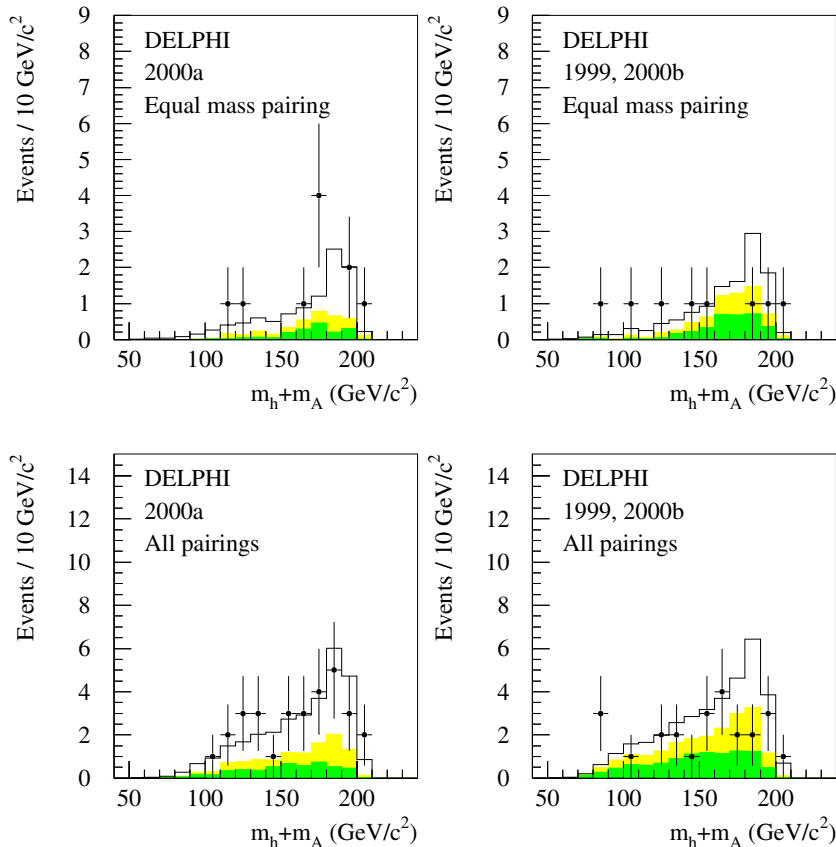 DELPHI
2000a
Equal mass pairing
Events / 10 GeV/c²
0
1
2
3
4
5
6
7
8
9
50 100 150 200
m_h+m_A (GeV/c²)
DELPHI
1999, 2000b
Equal mass pairing
Events / 10 GeV/c²
0
1
2
3
4
5
6
7
8
9
50 100 150 200
m_h+m_A (GeV/c²)
DELPHI
2000a
All pairings
Events / 10 GeV/c²
0
2
4
6
8
10
12
14
50 100 150 200
m_h+m_A (GeV/c²)
DELPHI
1999, 2000b
All pairings
Events / 10 GeV/c²
0
2
4
6
8
10
12
14
50 100 150 200
m_h+m_A (GeV/c²)